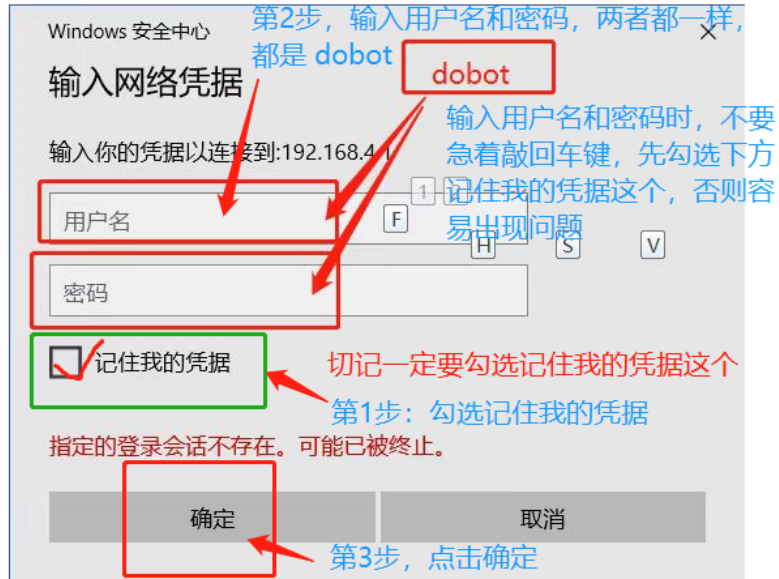 Windows 安全中心
第2步，输入用户名和密码，两者都一样，
都是 dobot
输入网络凭据
dobot
输入用户名和密码时，不要
急着敲回车键，先勾选下方
记住我的凭据这个，否则容
易出现问题
输入你的凭据以连接到:192.168.4.1
1
用户名
F
H
S
V
密码
记住我的凭据
切记一定要勾选记住我的凭据这个
第1步：勾选记住我的凭据
指定的登录会话不存在。可能已被终止。
确定
取消
第3步，点击确定